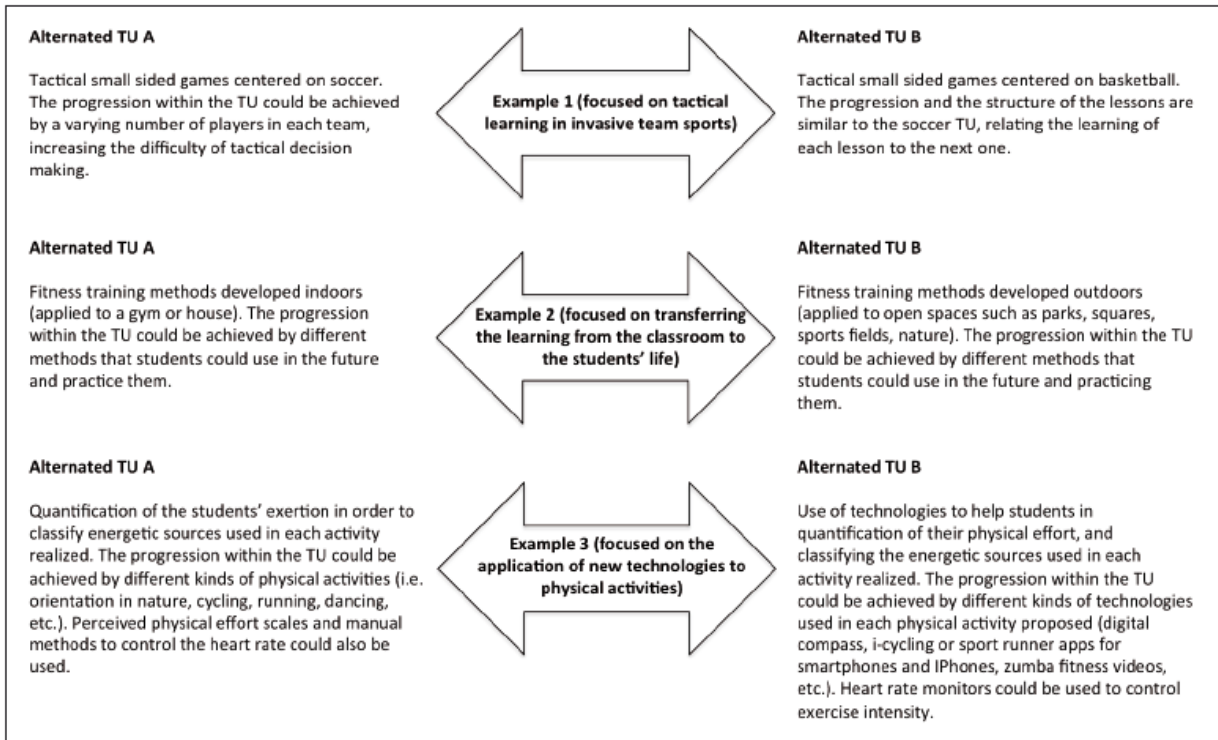 Alternated TU A
Tactical small sided games centered on soccer.
The progression within the TU could be achieved
by a varying number of players in each team,
increasing the difficulty of tactical decision
making.
Example 1 (focused on tactical
learning in invasive team sports)
Alternated TU B
Tactical small sided games centered on basketball.
The progression and the structure of the lessons are
similar to the soccer TU, relating the learning of
each lesson to the next one.
Alternated TU A
Fitness training methods developed indoors
(applied to a gym or house). The progression
within the TU could be achieved by different
methods that students could use in the future
and practice them.
Example 2 (focused on transferring
the learning from the classroom to
the students' life)
Alternated TU B
Fitness training methods developed outdoors
(applied to open spaces such as parks, squares,
sports fields, nature). The progression within the TU
could be achieved by different methods that
students could use in the future and practicing
them.
Alternated TU A
Quantification of the students' exertion in order to
classify energetic sources used in each activity
realized. The progression within the TU could be
achieved by different kinds of physical activities (i.e.
orientation in nature, cycling, running, dancing,
etc.). Perceived physical effort scales and manual
methods to control the heart rate could also be
used.
Example 3 (focused on the
application of new technologies to
physical activities)
Alternated TU B
Use of technologies to help students in
quantification of their physical effort, and
classifying the energetic sources used in each
activity realized. The progression within the TU
could be achieved by different kinds of technologies
used in each physical activity proposed (digital
compass, i-cycling or sport runner apps for
smartphones and IPhones, zumba fitness videos,
etc.). Heart rate monitors could be used to control
exercise intensity.